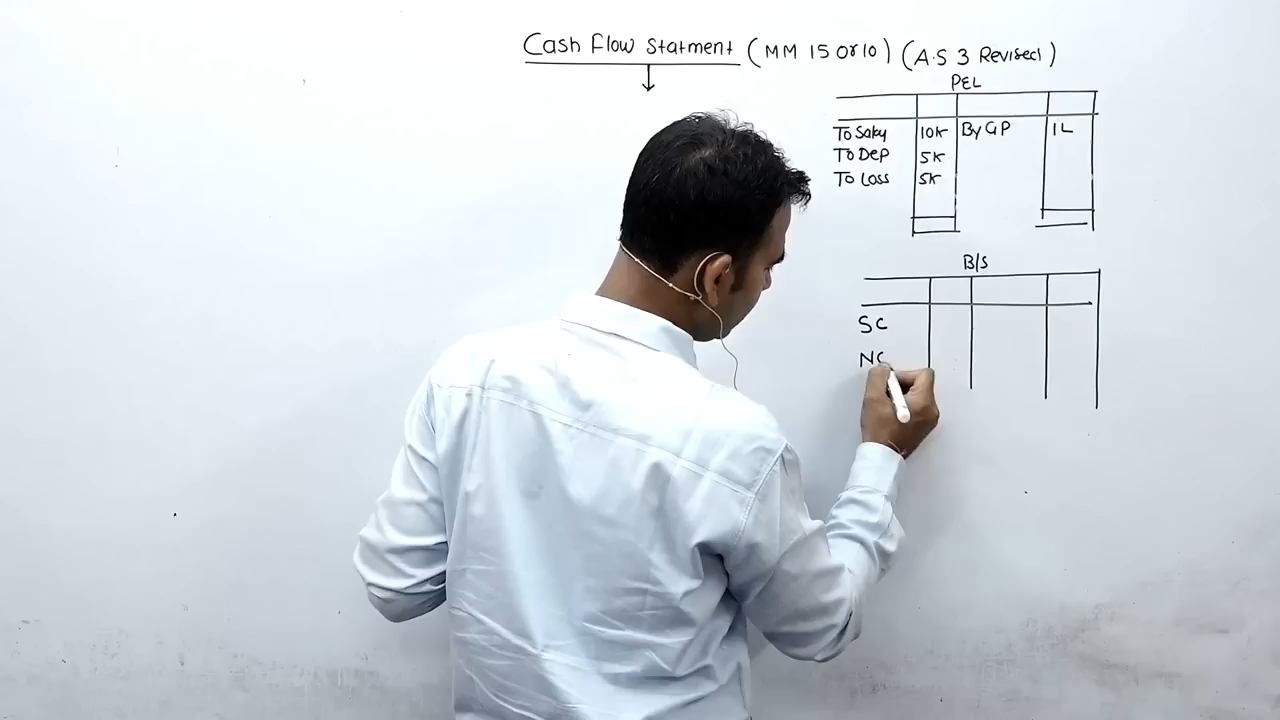 Cash Flow Statment (MM 15 or 10) (A.S 3 Revised)
P&L
To Salay 10K By GP 1L
To Dep 5K
To Loss 5K
B/S
SC
NC